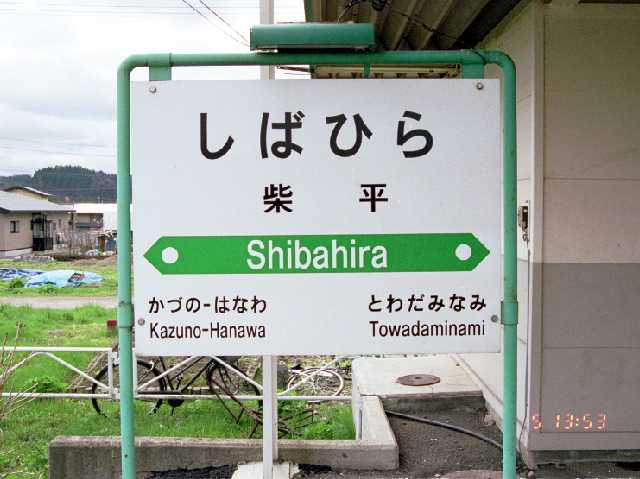 しばひら
柴 平
Shibahira
かづの-はなわ とわだみなみ
Kazuno-Hanawa Towadaminami
5 13:53